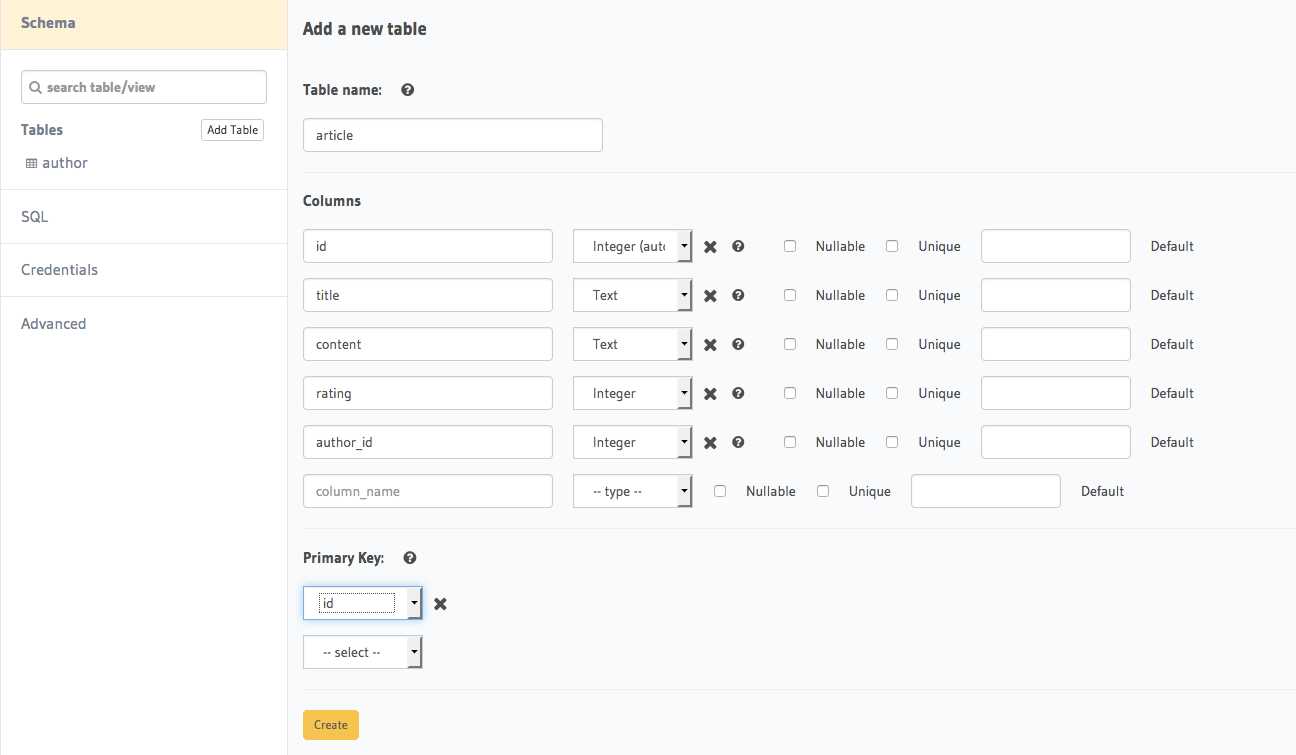 Schema
search table/view
Tables
Add Table
author
SQL
Credentials
Advanced
Add a new table
Table name:
article
Columns
id Integer (auto Nullable Unique Default
title Text Nullable Unique Default
content Text Nullable Unique Default
rating Integer Nullable Unique Default
author_id Integer Nullable Unique Default
column_name -- type -- Nullable Unique Default
Primary Key:
id
-- select --
Create